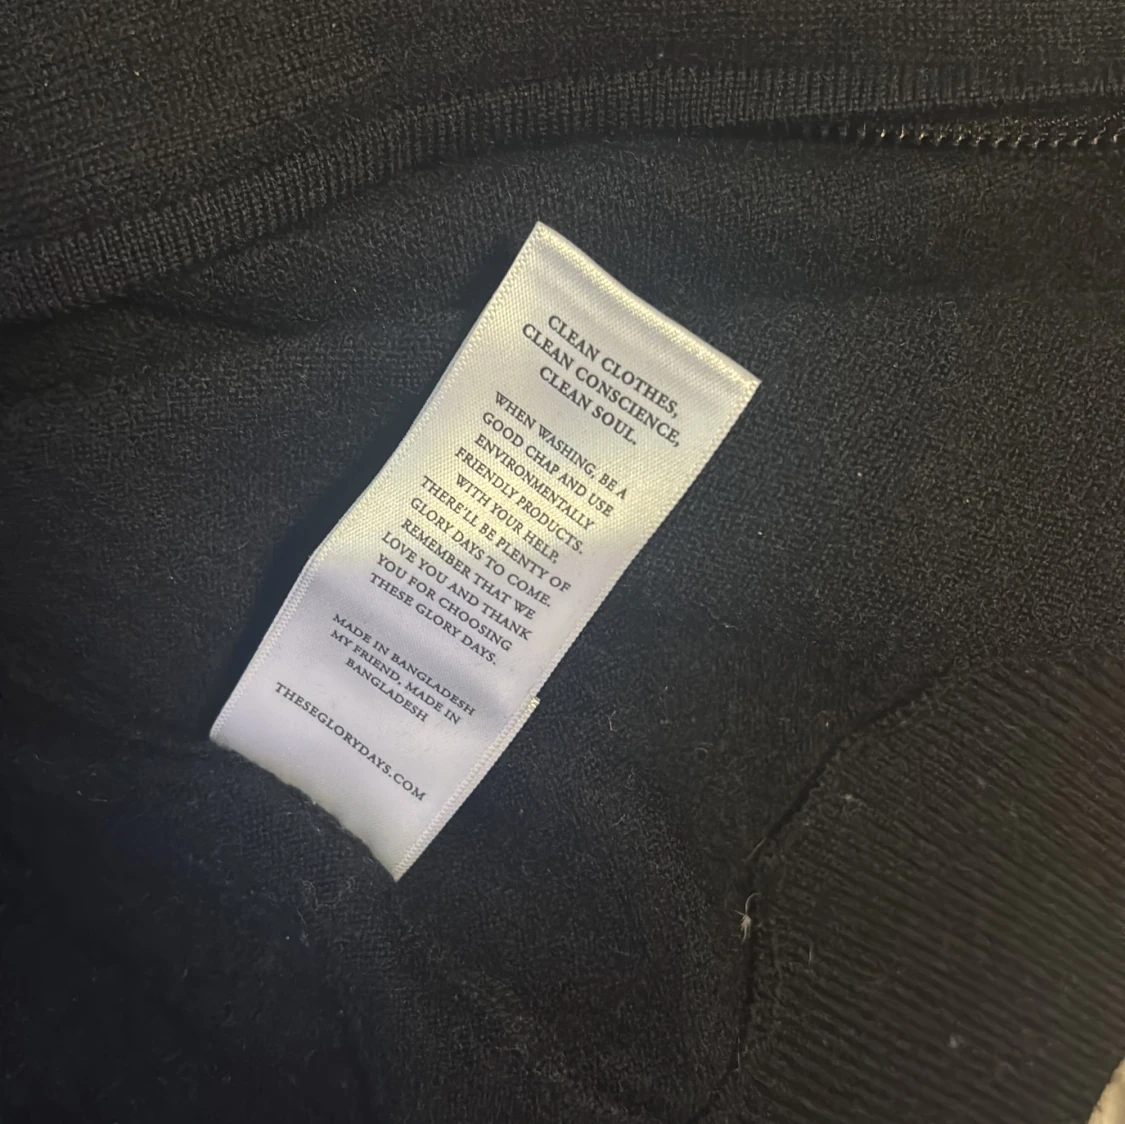 CLEAN CLOTHES,
CLEAN CONSCIENCE,
CLEAN SOUL.
WHEN WASHING, BE A
GOOD CHAP AND USE
ENVIRONMENTALLY
FRIENDLY PRODUCTS.
WITH YOUR HELP,
THERE'LL BE PLENTY OF
GLORY DAYS TO COME.
REMEMBER THAT WE
LOVE YOU AND THANK
YOU FOR CHOOSING
THESE GLORY DAYS.
MADE IN BANGLADESH
MY FRIEND, MADE IN
BANGLADESH
THESEGLORYDAYS.COM